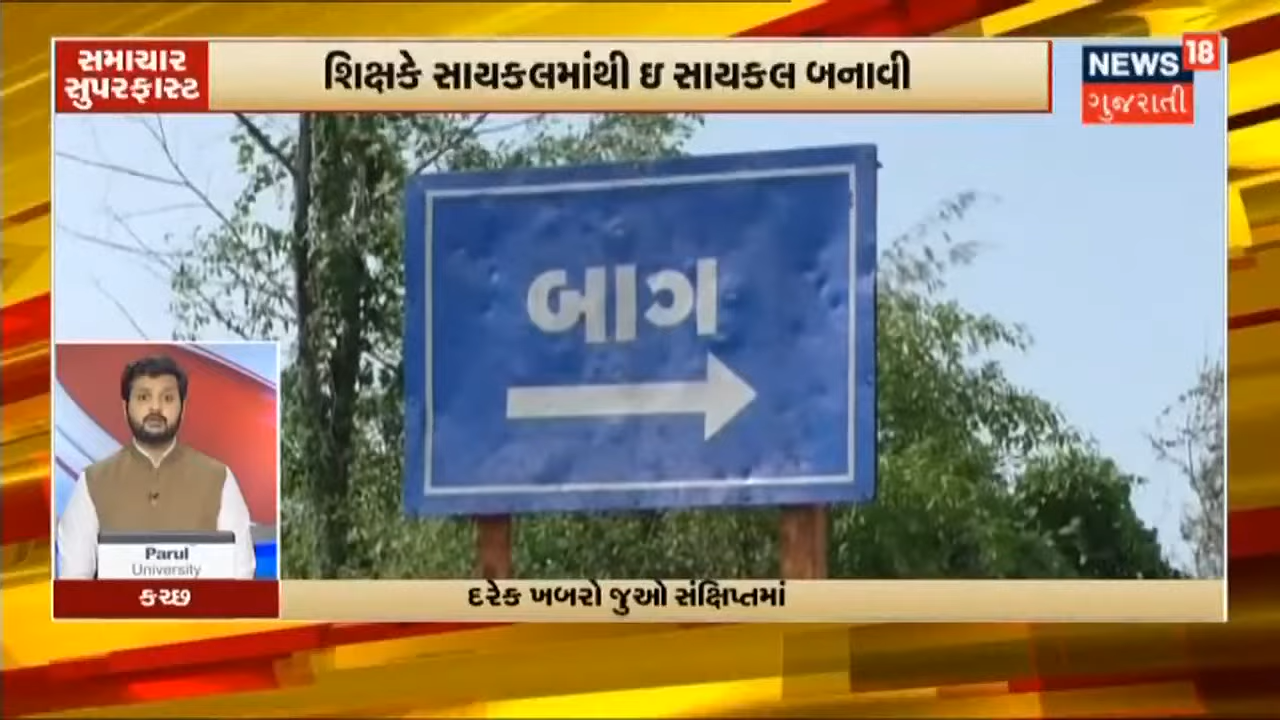 સમાચાર
સુપરફાસ્ટ
શિક્ષકે સાયકલમાંથી ઇ સાયકલ બનાવી
NEWS 18
ગુજરાતી
બાગ
Parul
University
કચ્છ
દરેક ખબરો જુઓ સંક્ષિપ્તમાં